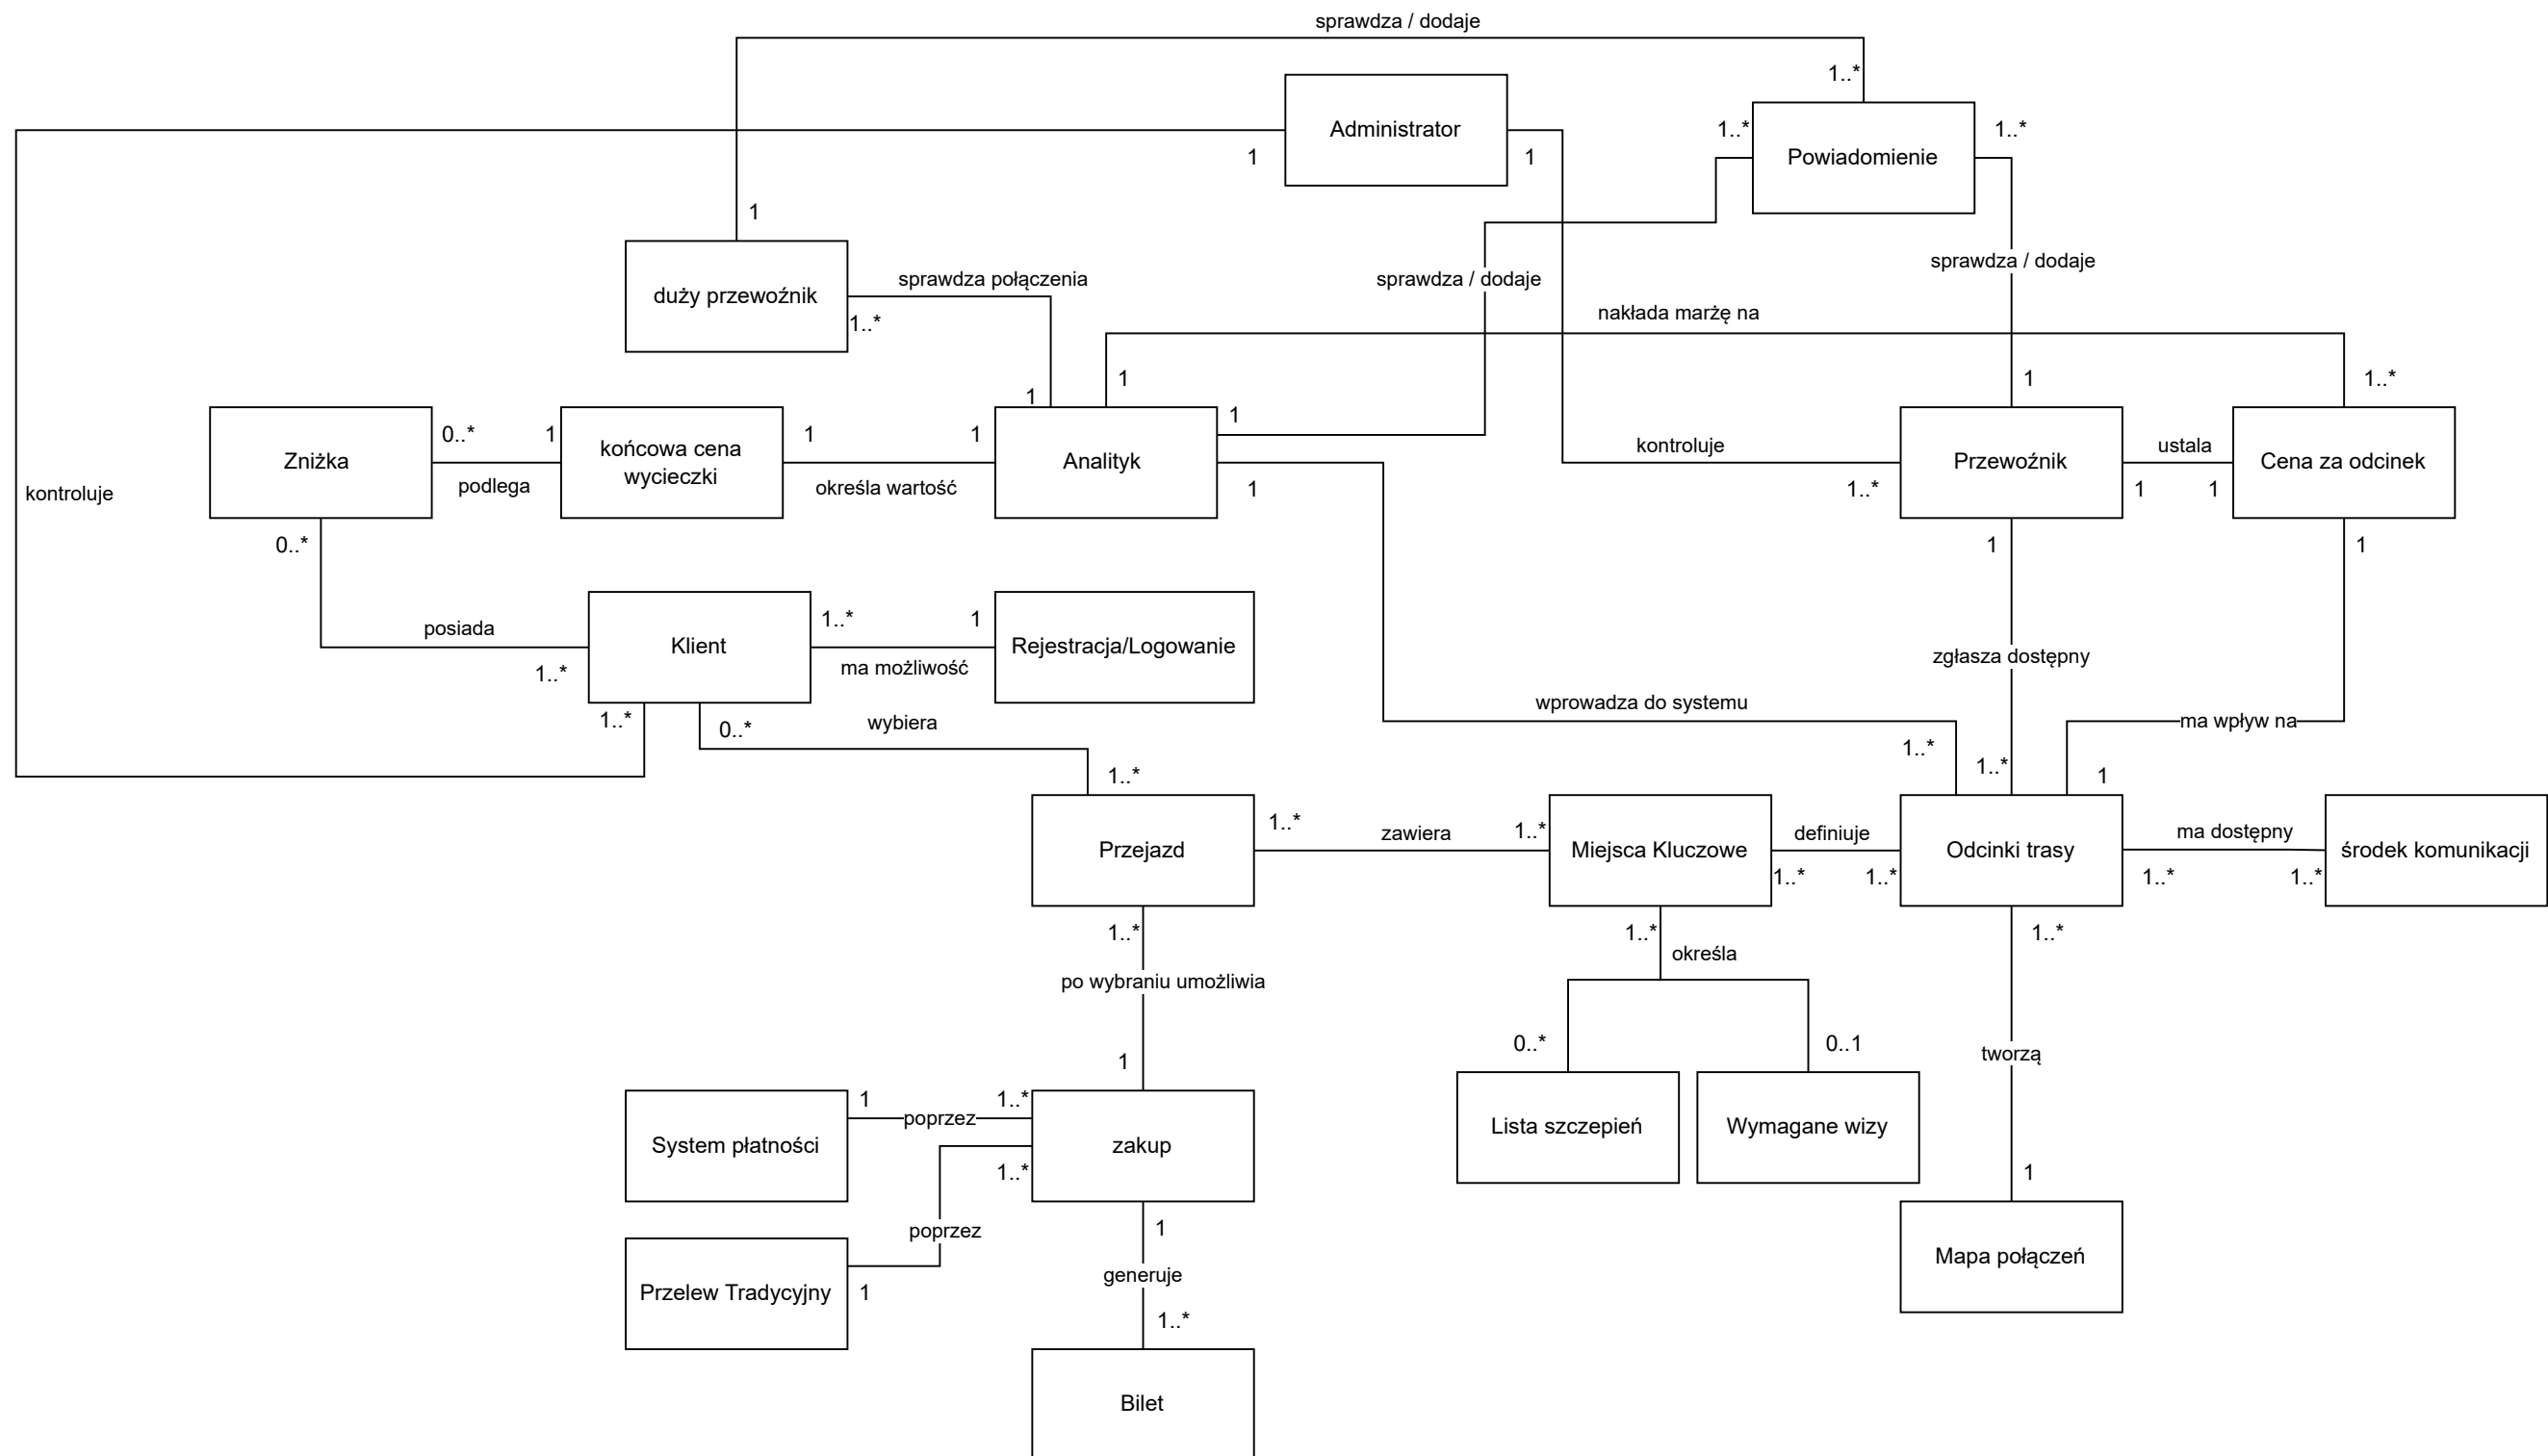 sprawdza / dodaje
1..*
Administrator
1..*
1..*
Powiadomienie
1
1
1
duży przewoźnik
sprawdza połączenia
sprawdza / dodaje
sprawdza / dodaje
1..*
nakłada marżę na
1
1
1
1..*
1
Zniżka
0..*
1
końcowa cena
wycieczki
1
1
Analityk
kontroluje
Przewoźnik
ustala
Cena za odcinek
podlega
określa wartość
1
1..*
1
1
kontroluje
0..*
1
1
posiada
Klient
1..*
1
Rejestracja/Logowanie
ma możliwość
zgłasza dostępny
1..*
1..*
0..*
wybiera
wprowadza do systemu
ma wpływ na
1..*
1..*
1..*
1
Przejazd
1..*
zawiera
1..*
Miejsca Kluczowe
definiuje
Odcinki trasy
ma dostępny
środek komunikacji
1..*
1..*
1..*
1..*
1..*
1..*
1..*
po wybraniu umożliwia
określa
1
0..*
0..1
tworzą
System płatności
1
poprzez
1..*
zakup
Lista szczepień
Wymagane wizy
1..*
1
poprzez
1
Mapa połączeń
Przelew Tradycyjny
1
generuje
1..*
Bilet